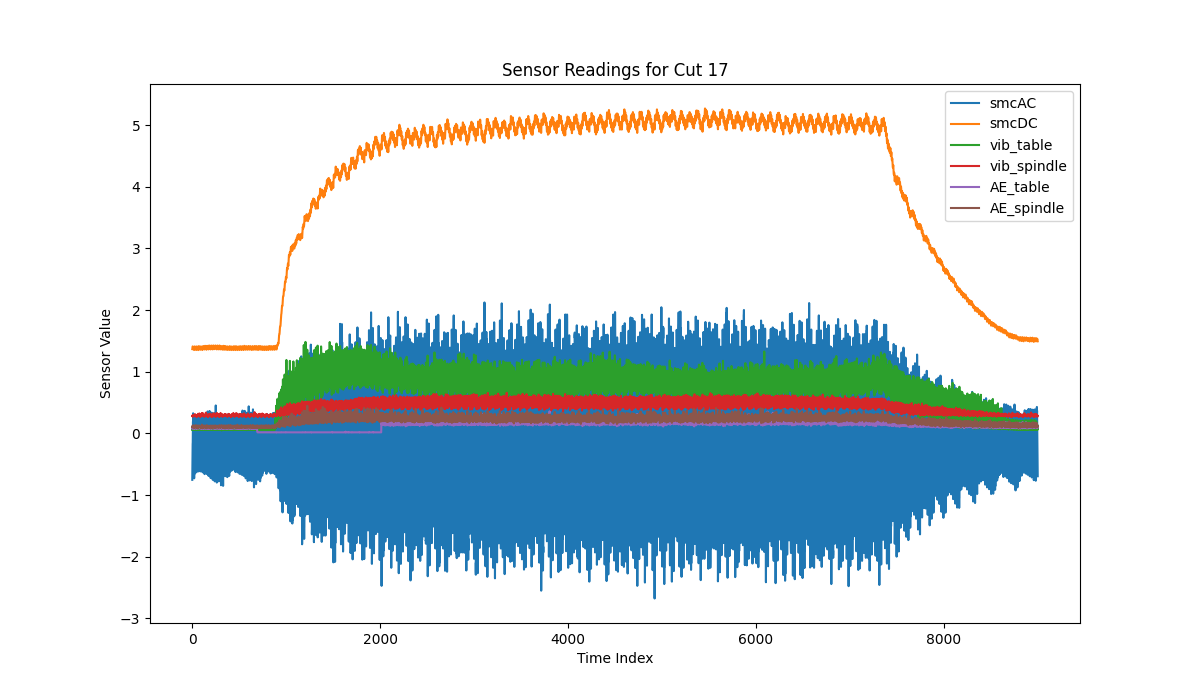 Sensor Readings for Cut 17
smcAC
smcDC
vib_table
vib_spindle
AE_table
AE_spindle
Sensor Value
5
4
3
2
1
0
−1
−2
−3
0 2000 4000 6000 8000
Time Index